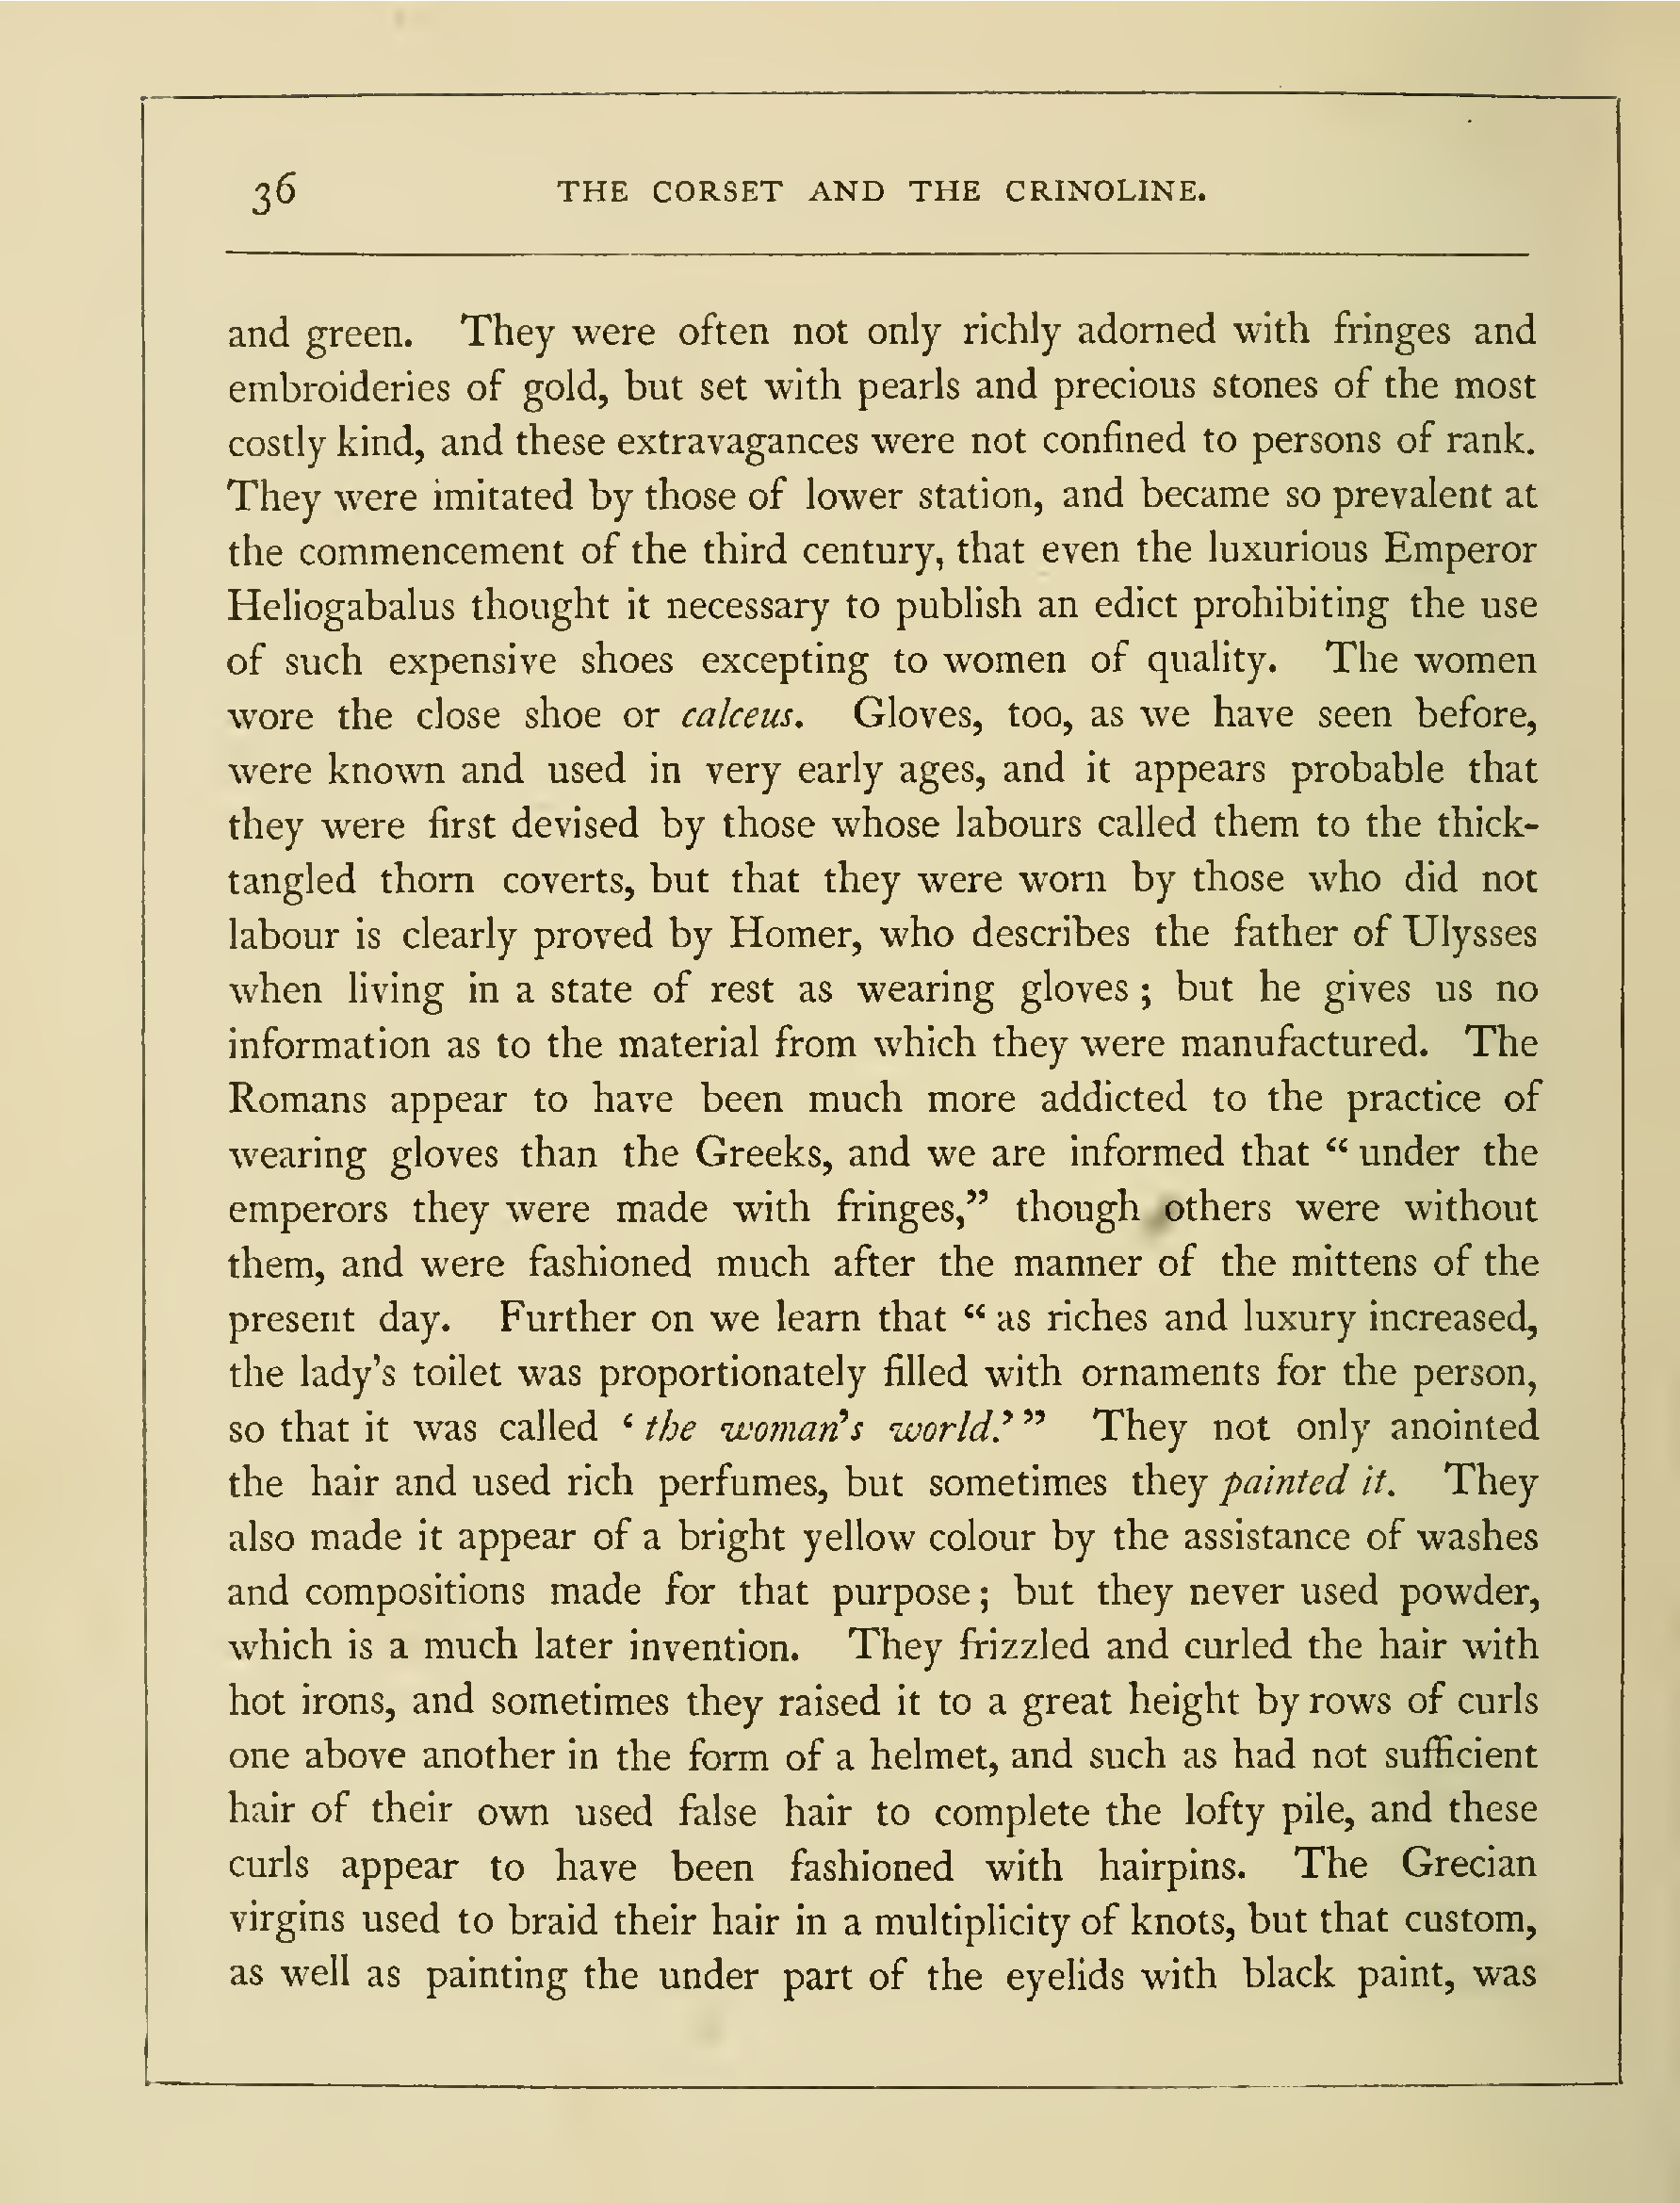 36 THE CORSET AND THE CRINOLINE.
and green. They were often not only richly adorned with fringes and
embroideries of gold, but set with pearls and precious stones of the most
costly kind, and these extravagances were not confined to persons of rank.
They were imitated by those of lower station, and became so prevalent at
the commencement of the third century, that even the luxurious Emperor
Heliogabalus thought it necessary to publish an edict prohibiting the use
of such expensive shoes excepting to women of quality. The women
wore the close shoe or calceus. Gloves, too, as we have seen before,
were known and used in very early ages, and it appears probable that
they were first devised by those whose labours called them to the thick-
tangled thorn coverts, but that they were worn by those who did not
labour is clearly proved by Homer, who describes the father of Ulysses
when living in a state of rest as wearing gloves; but he gives us no
information as to the material from which they were manufactured. The
Romans appear to have been much more addicted to the practice of
wearing gloves than the Greeks, and we are informed that “under the
emperors they were made with fringes,” though others were without
them, and were fashioned much after the manner of the mittens of the
present day. Further on we learn that “as riches and luxury increased,
the lady’s toilet was proportionately filled with ornaments for the person,
so that it was called ‘the woman’s world.’” They not only anointed
the hair and used rich perfumes, but sometimes they painted it. They
also made it appear of a bright yellow colour by the assistance of washes
and compositions made for that purpose; but they never used powder,
which is a much later invention. They frizzled and curled the hair with
hot irons, and sometimes they raised it to a great height by rows of curls
one above another in the form of a helmet, and such as had not sufficient
hair of their own used false hair to complete the lofty pile, and these
curls appear to have been fashioned with hairpins. The Grecian
virgins used to braid their hair in a multiplicity of knots, but that custom,
as well as painting the under part of the eyelids with black paint, was